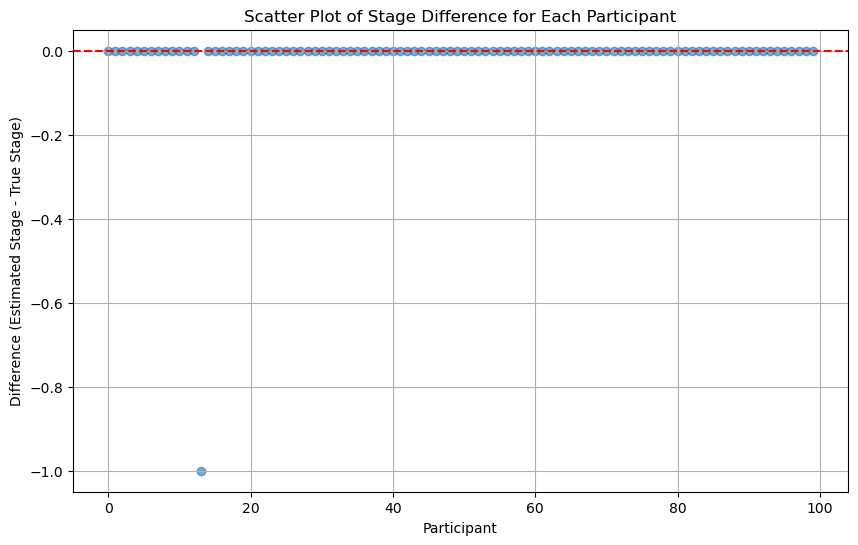 Scatter Plot of Stage Difference for Each Participant
Difference (Estimated Stage - True Stage)
0.0
−0.2
−0.4
−0.6
−0.8
−1.0
0 20 40 60 80 100
Participant